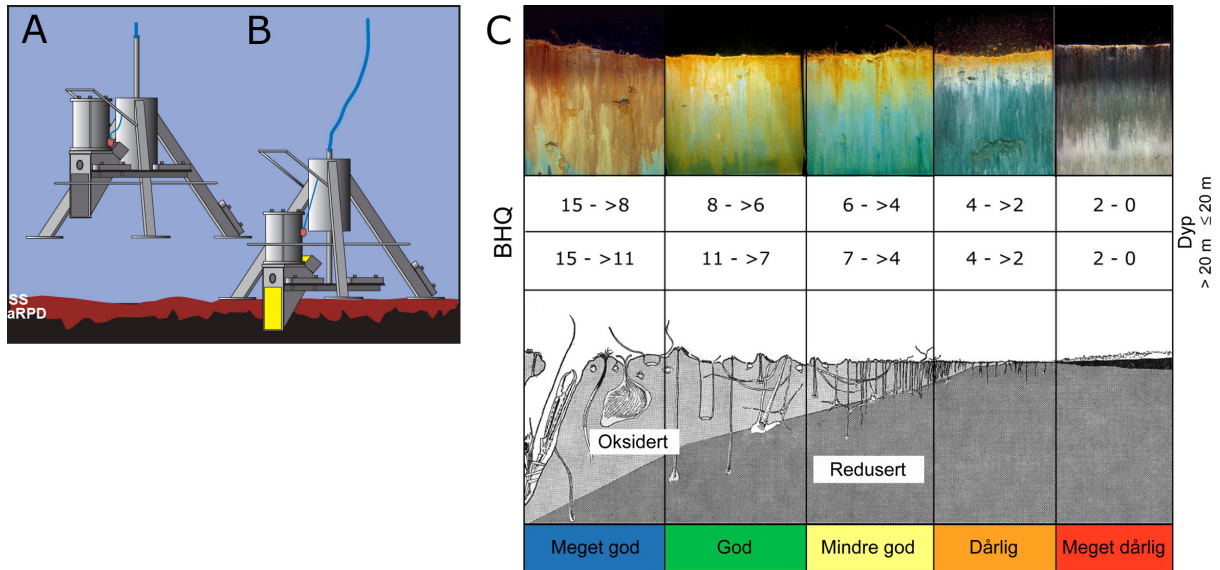 A
B
C
SS
aRPD
BHQ
15 - >8
8 - >6
6 - >4
4 - >2
2 - 0
15 - >11
11 - >7
7 - >4
4 - >2
2 - 0
Dyp
> 20 m ≤ 20 m
Oksidert
Redusert
Meget god
God
Mindre god
Dårlig
Meget dårlig